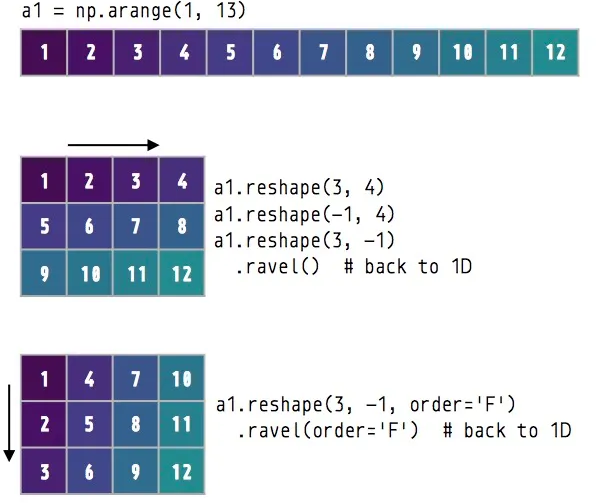 a1 = np.arange(1, 13)
1 2 3 4 5 6 7 8 9 10 11 12
1 2 3 4
5 6 7 8
9 10 11 12
a1.reshape(3, 4)
a1.reshape(-1, 4)
a1.reshape(3, -1)
.ravel() # back to 1D
1 4 7 10
2 5 8 11
3 6 9 12
a1.reshape(3, -1, order='F')
.ravel(order='F') # back to 1D